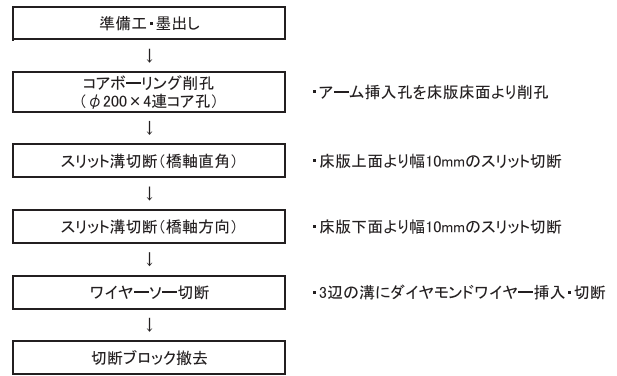 準備工・墨出し
↓
コアボーリング削孔
(φ200×4連コア孔)
・アーム挿入孔を床版床面より削孔
↓
スリット溝切断(橋軸直角)
・床版上面より幅10mmのスリット切断
↓
スリット溝切断(橋軸方向)
・床版下面より幅10mmのスリット切断
↓
ワイヤーソー切断
・3辺の溝にダイヤモンドワイヤー挿入・切断
↓
切断ブロック撤去